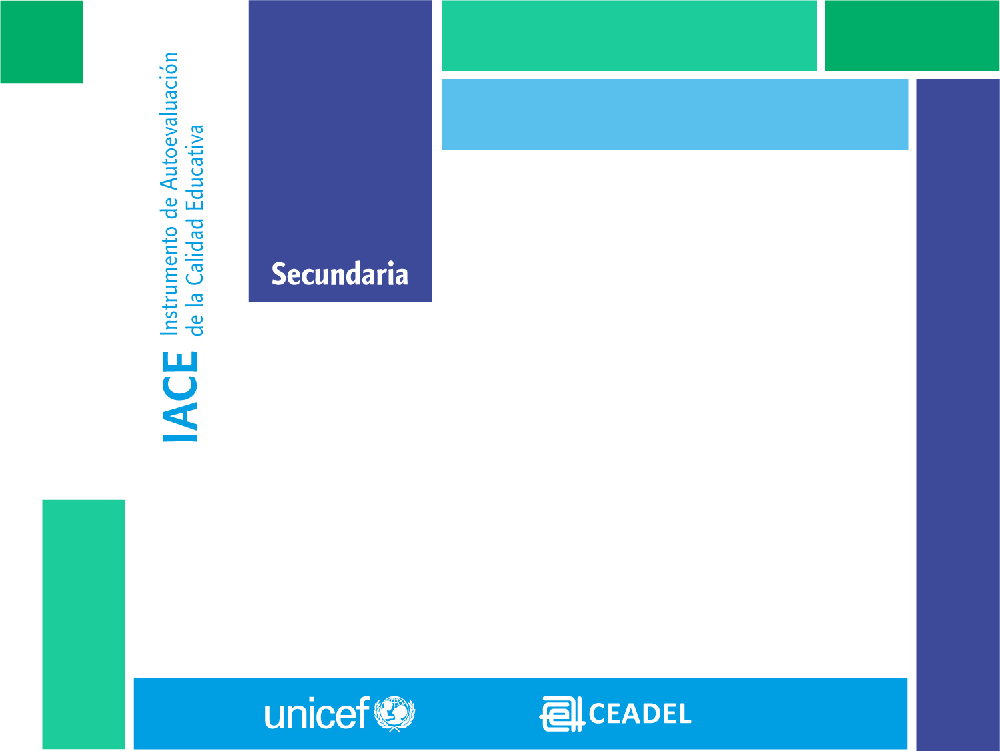 IACE
Instrumento de Autoevaluación
de la Calidad Educativa
Secundaria
unicef
CEADEL